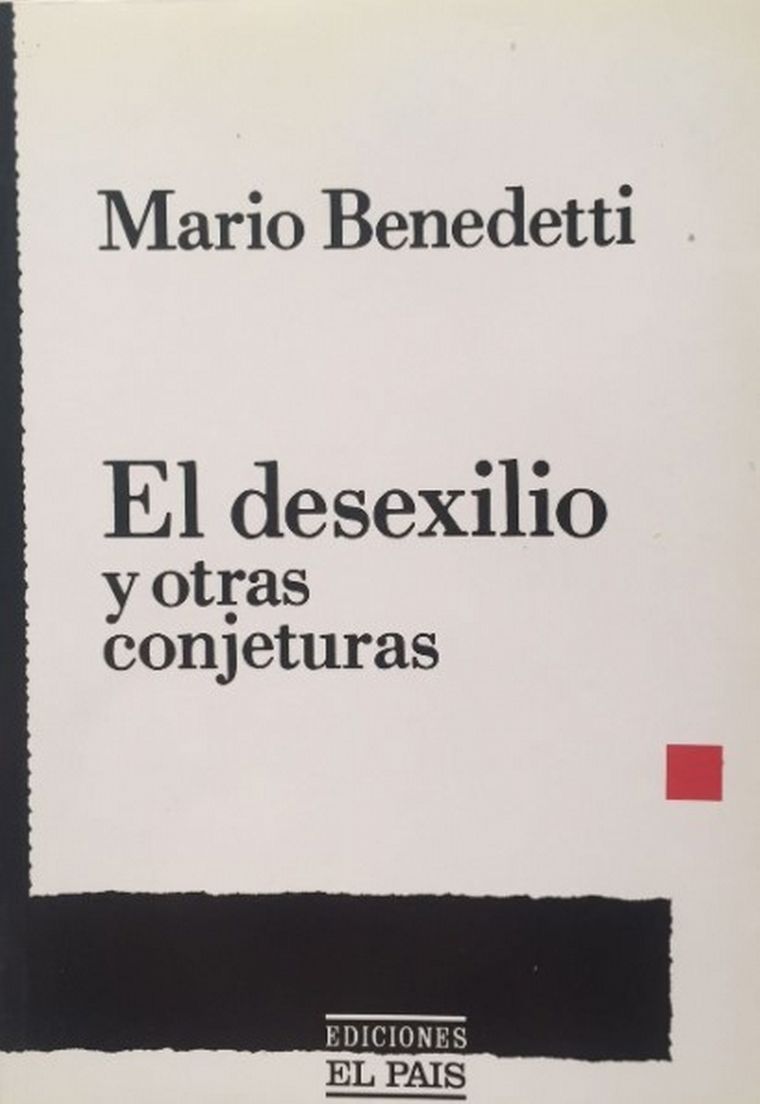 Mario Benedetti
El desexilio
y otras
conjeturas
EDICIONES
EL PAIS